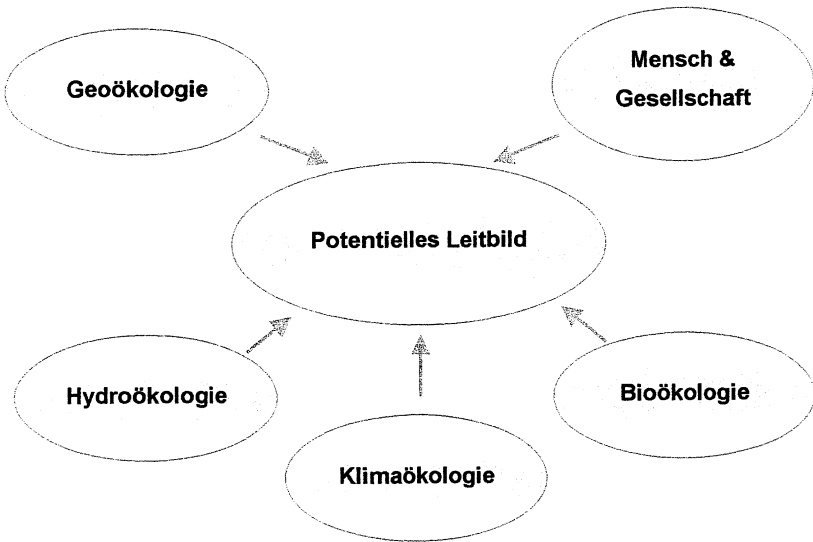 Geoökologie
Mensch &
Gesellschaft
Potentielles Leitbild
Hydroökologie
Bioökologie
Klimaökologie